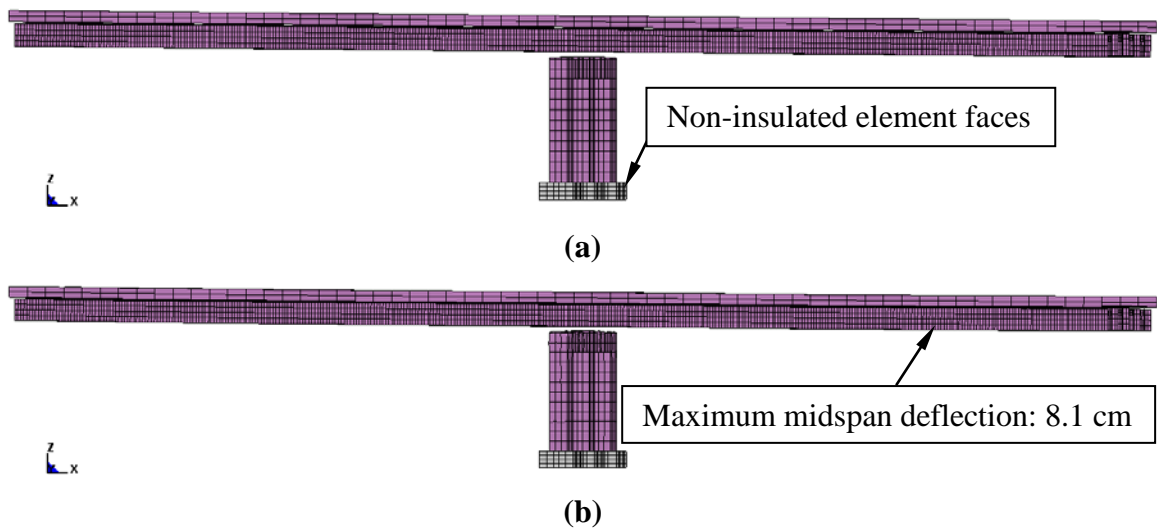 Non-insulated element faces
z
x
(a)
Maximum midspan deflection: 8.1 cm
z
x
(b)